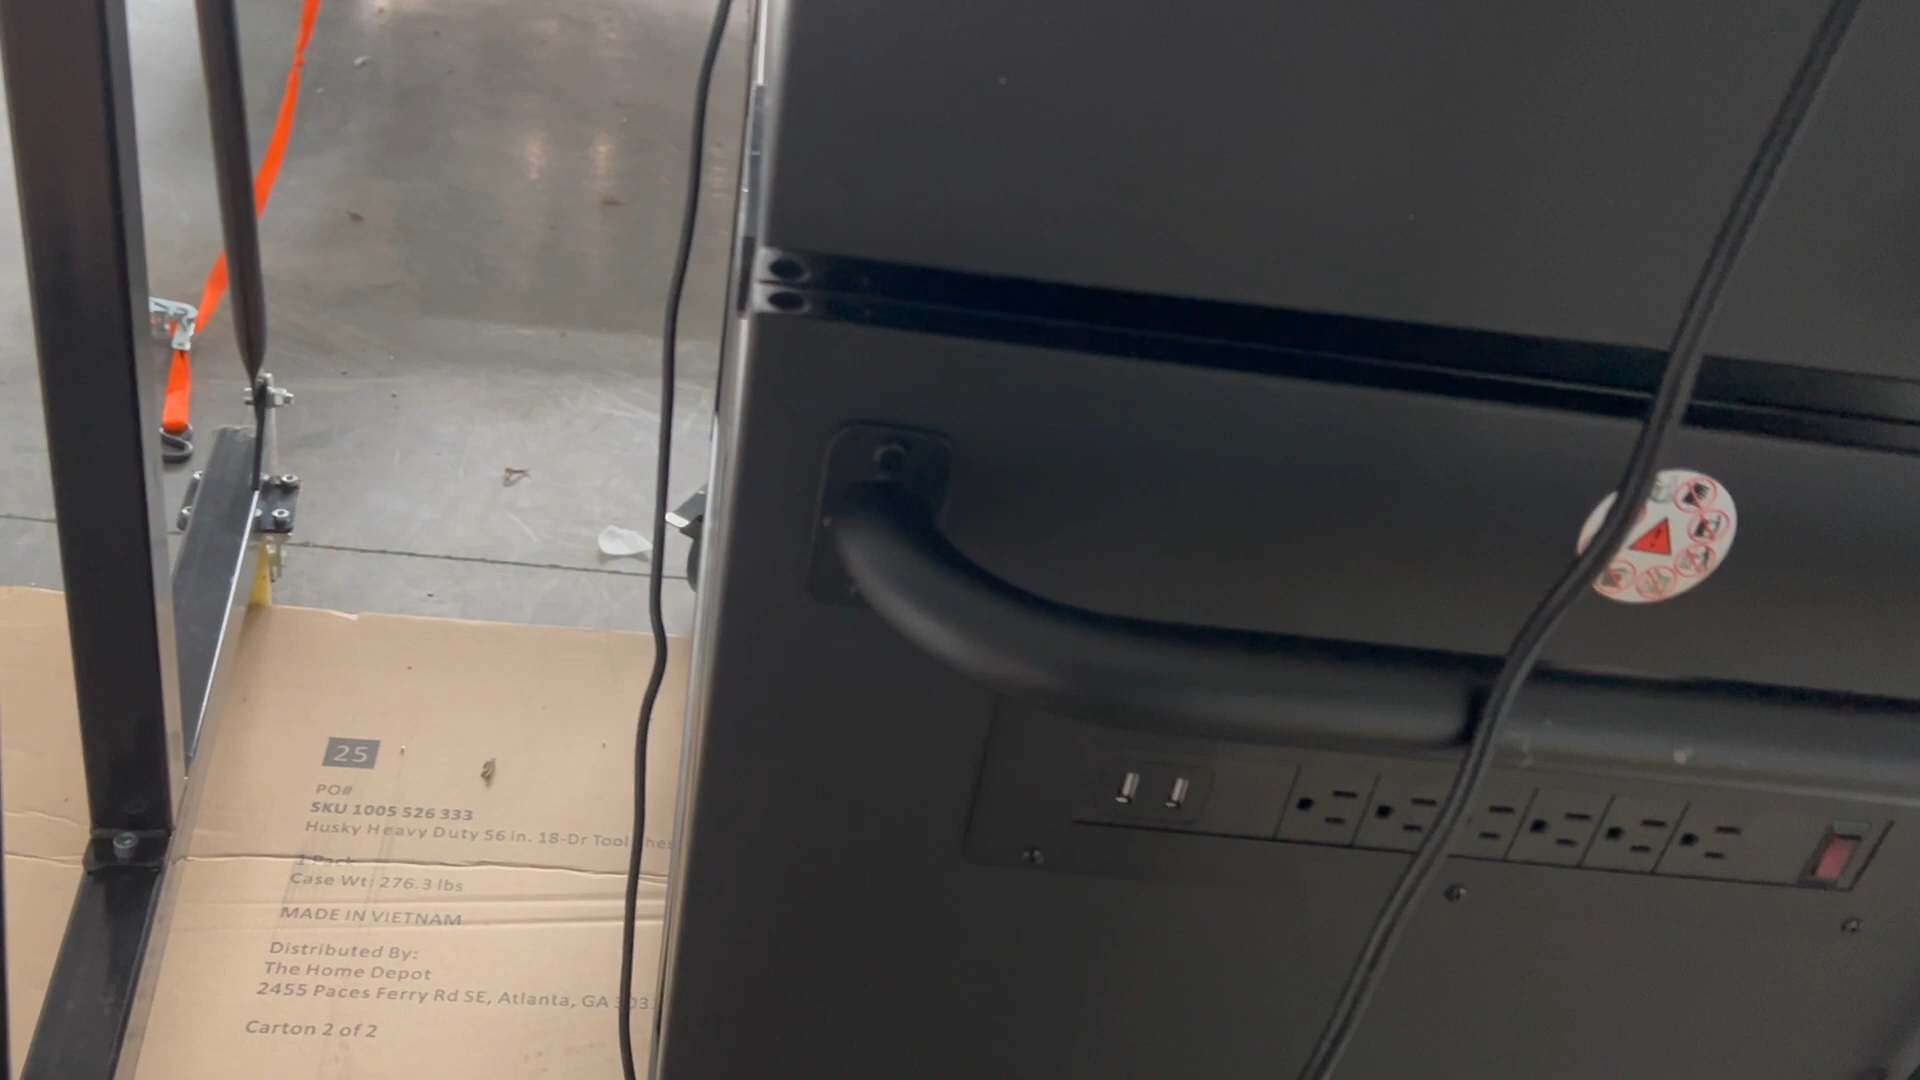 25
PO#
SKU 1005 526 333
Husky Heavy Duty 56 in. 18-Dr Tool
1 Pack
Case Wt: 276.3 lbs
MADE IN VIETNAM
Distributed By:
The Home Depot
2455 Paces Ferry Rd SE, Atlanta, GA
Carton 2 of 2